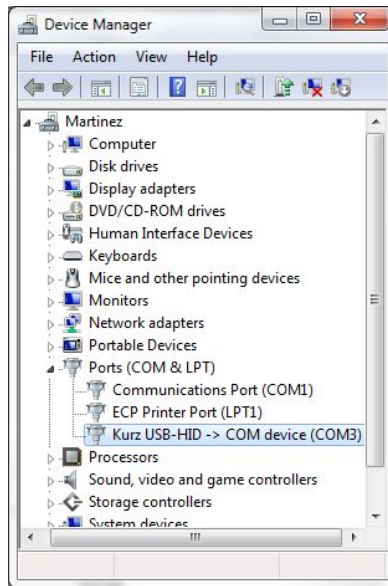 Device Manager
File Action View Help
Martinez
Computer
Disk drives
Display adapters
DVD/CD-ROM drives
Human Interface Devices
Keyboards
Mice and other pointing devices
Monitors
Network adapters
Portable Devices
Ports (COM & LPT)
Communications Port (COM1)
ECP Printer Port (LPT1)
Kurz USB-HID -> COM device (COM3)
Processors
Sound, video and game controllers
Storage controllers
System devices